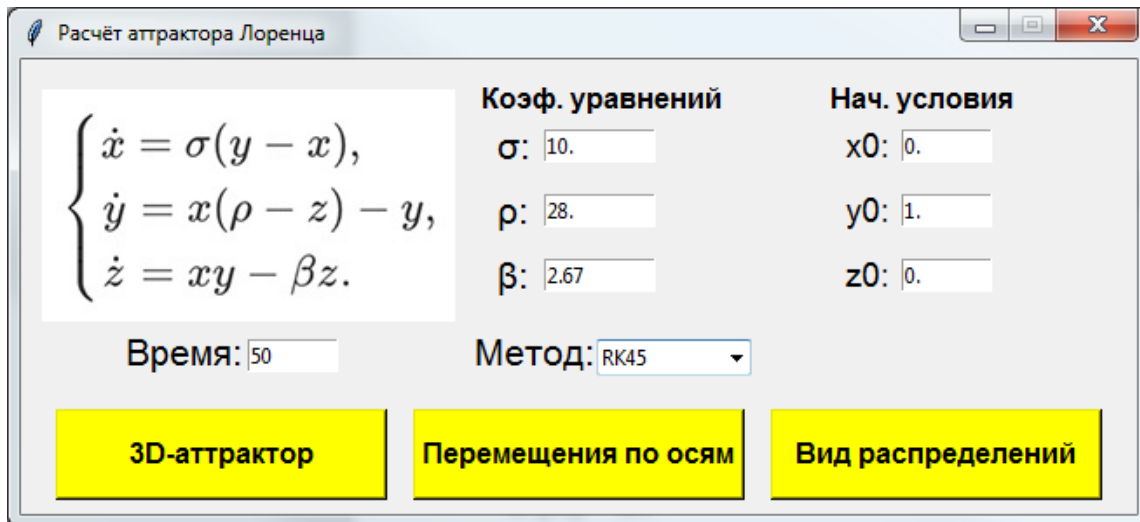 Расчёт аттрактора Лоренца
ẋ = σ(y − x),
ẏ = x(ρ − z) − y,
ż = xy − βz.
Коэф. уравнений
σ: 10.
ρ: 28.
β: 2.67
Нач. условия
x0: 0.
y0: 1.
z0: 0.
Время: 50
Метод: RK45
3D-аттрактор
Перемещения по осям
Вид распределений